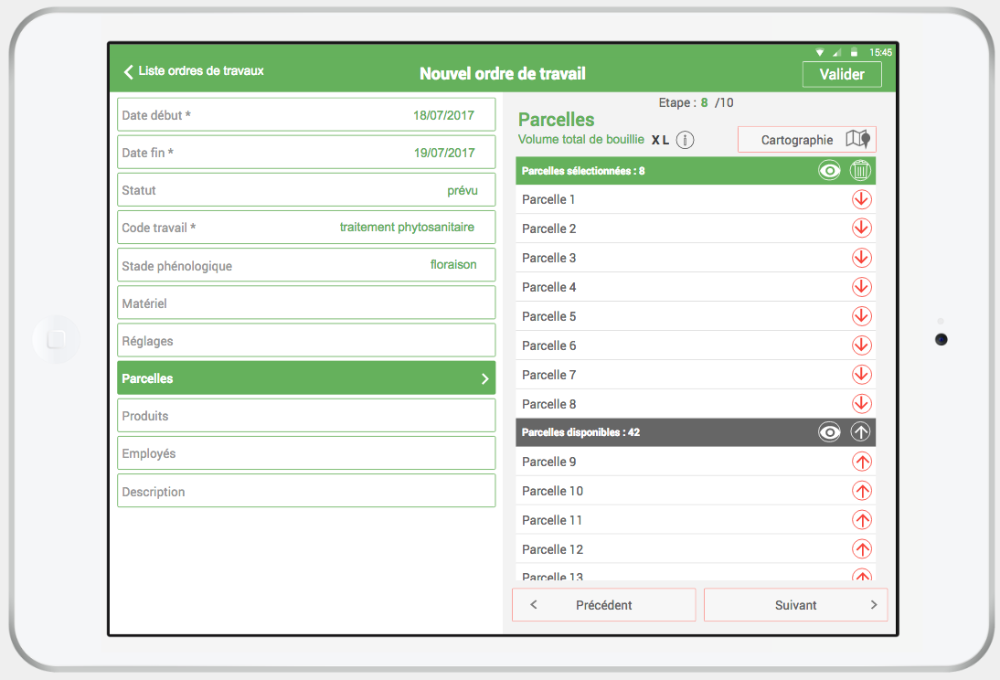 15:45
Liste ordres de travaux
Nouvel ordre de travail
Valider
Date début * 18/07/2017
Date fin * 19/07/2017
Statut prévu
Code travail * traitement phytosanitaire
Stade phénologique floraison
Matériel
Réglages
Parcelles
Produits
Employés
Description
Etape : 8 /10
Parcelles
Volume total de bouillie X L
Cartographie
Parcelles sélectionnées : 8
Parcelle 1
Parcelle 2
Parcelle 3
Parcelle 4
Parcelle 5
Parcelle 6
Parcelle 7
Parcelle 8
Parcelles disponibles : 42
Parcelle 9
Parcelle 10
Parcelle 11
Parcelle 12
Parcelle 13
Précédent
Suivant